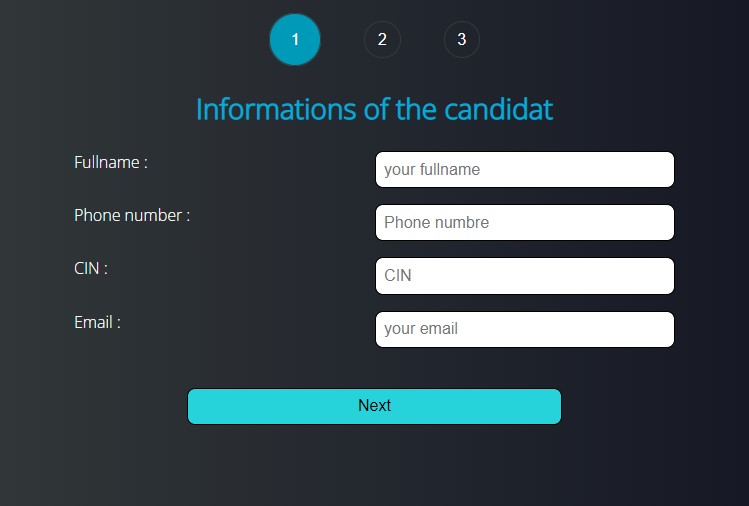 1 2 3
Informations of the candidat
Fullname : your fullname
Phone number : Phone numbre
CIN : CIN
Email : your email
Next